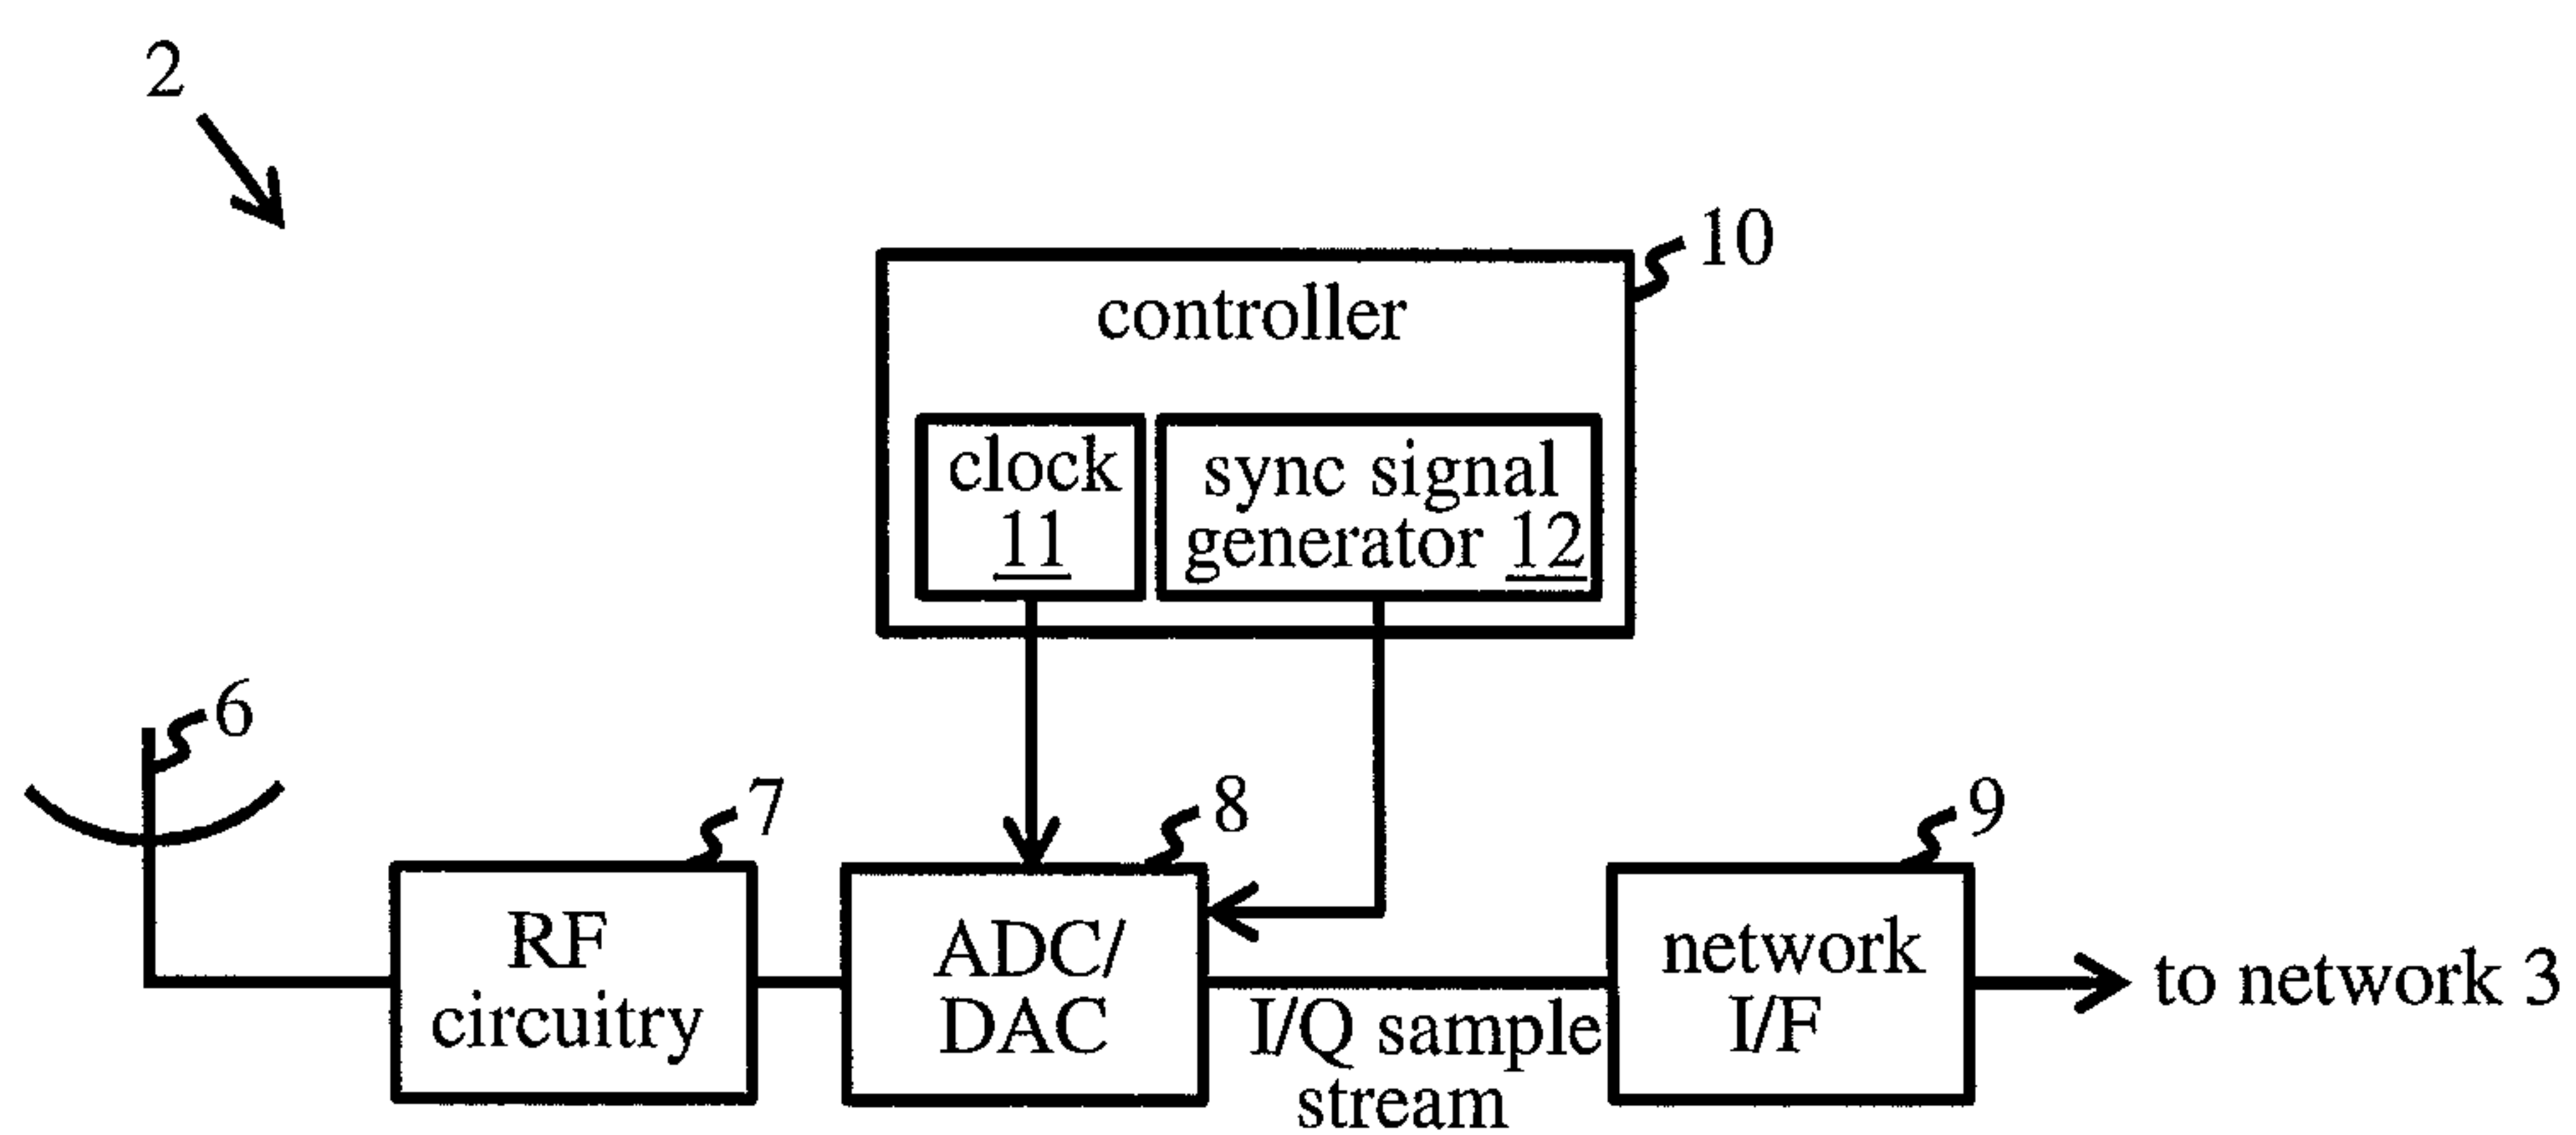 2
10
controller
clock
11
sync signal
generator 12
6
7
8
9
RF
circuitry
ADC/
DAC
I/Q sample
stream
network
I/F
to network 3